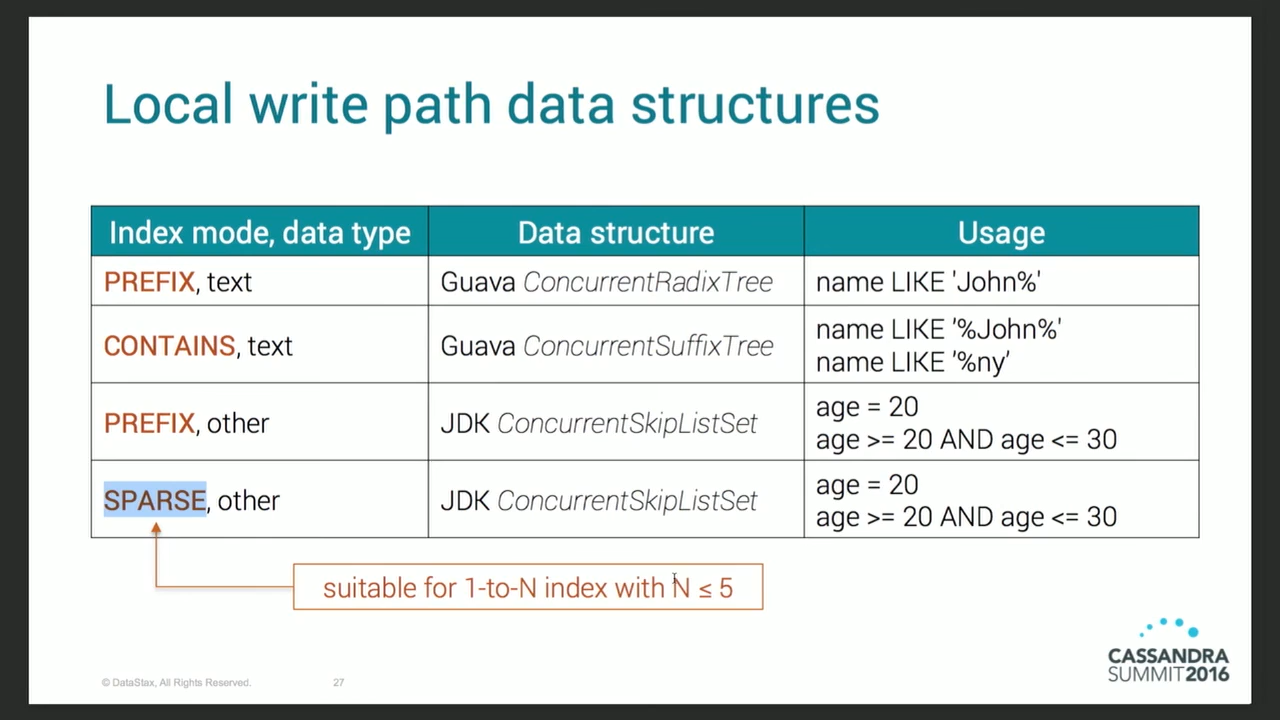 Local write path data structures
Index mode, data type
Data structure
Usage
PREFIX, text
Guava ConcurrentRadixTree
name LIKE 'John%'
CONTAINS, text
Guava ConcurrentSuffixTree
name LIKE '%John%'
name LIKE '%ny'
PREFIX, other
JDK ConcurrentSkipListSet
age = 20
age >= 20 AND age <= 30
SPARSE, other
JDK ConcurrentSkipListSet
age = 20
age >= 20 AND age <= 30
suitable for 1-to-N index with N ≤ 5
© DataStax, All Rights Reserved.
27
CASSANDRA
SUMMIT2016